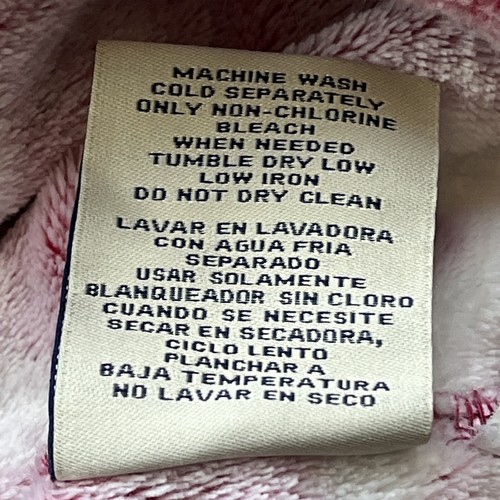 MACHINE WASH
COLD SEPARATELY
ONLY NON-CHLORINE
BLEACH
WHEN NEEDED
TUMBLE DRY LOW
LOW IRON
DO NOT DRY CLEAN
LAVAR EN LAVADORA
CON AGUA FRIA
SEPARADO
USAR SOLAMENTE
BLANQUEADOR SIN CLORO
CUANDO SE NECESITE
SECAR EN SECADORA,
CICLO LENTO
PLANCHAR A
BAJA TEMPERATURA
NO LAVAR EN SECO